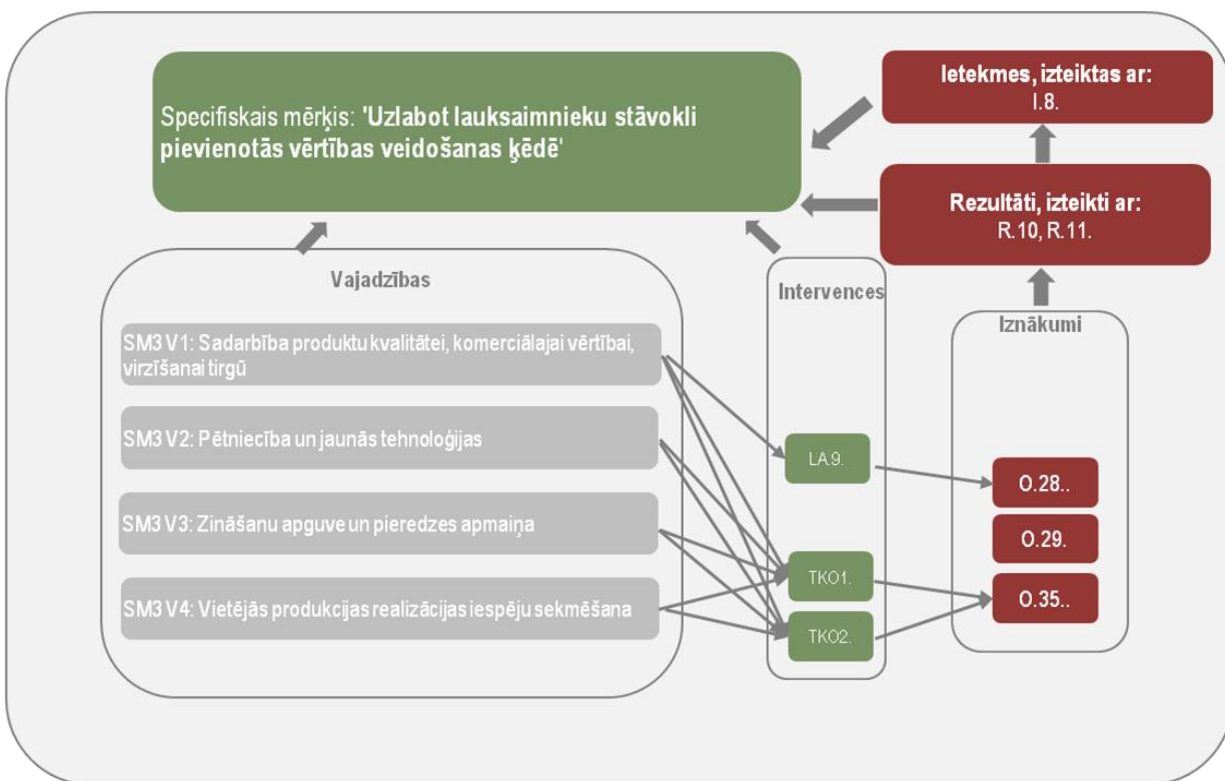 Specifiskais mērķis: 'Uzlabot lauksaimnieku stāvokli
pievienotās vērtības veidošanas ķēdē'
Ietekmes, izteiktas ar:
I.8.
Rezultāti, izteikti ar:
R.10, R.11.
Vajadzības
SM3 V1: Sadarbība produktu kvalitātei, komerciālajai vērtībai,
virzīšanai tirgū
SM3 V2: Pētniecība un jaunās tehnoloģijas
SM3 V3: Zināšanu apguve un pieredzes apmaiņa
SM3 V4: Vietējās produkcijas realizācijas iespēju sekmēšana
Intervences
LA.9.
TKO1.
TKO2.
Iznākumi
O.28..
O.29.
O.35..